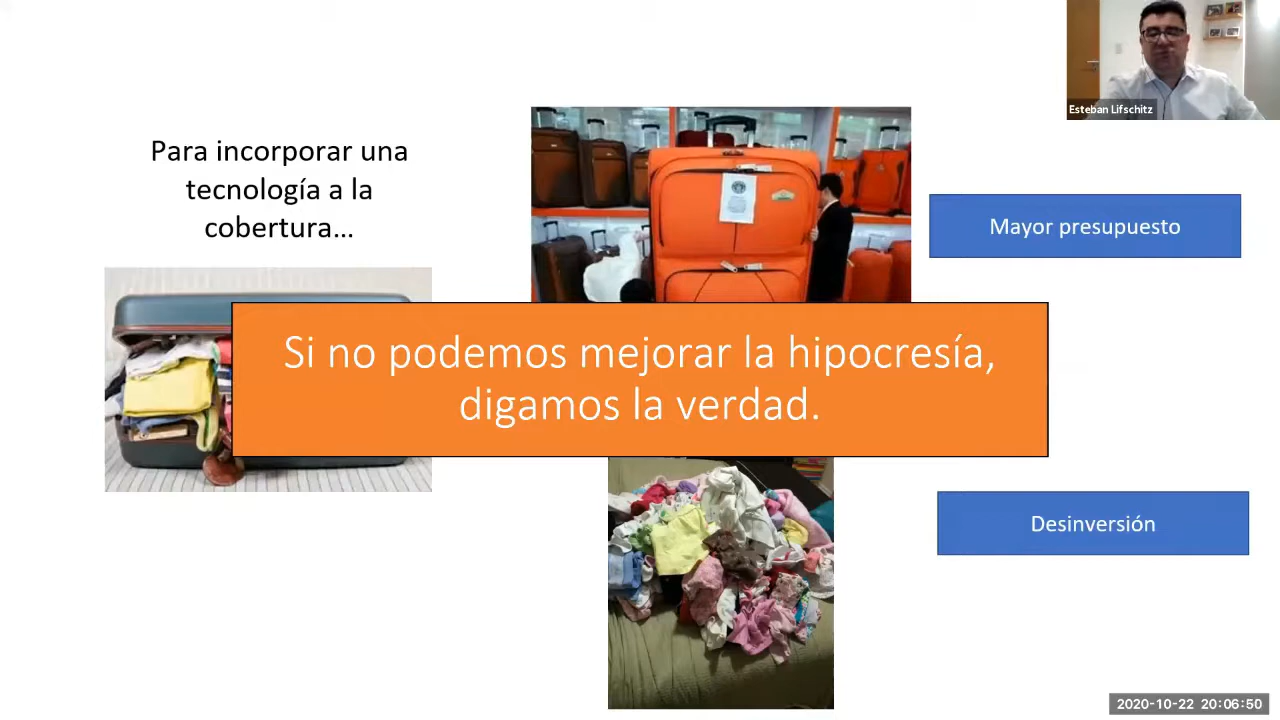 Esteban Lifschitz
Para incorporar una
tecnología a la
cobertura...
Mayor presupuesto
Si no podemos mejorar la hipocresía,
digamos la verdad.
Desinversión
2020-10-22 20:06:50